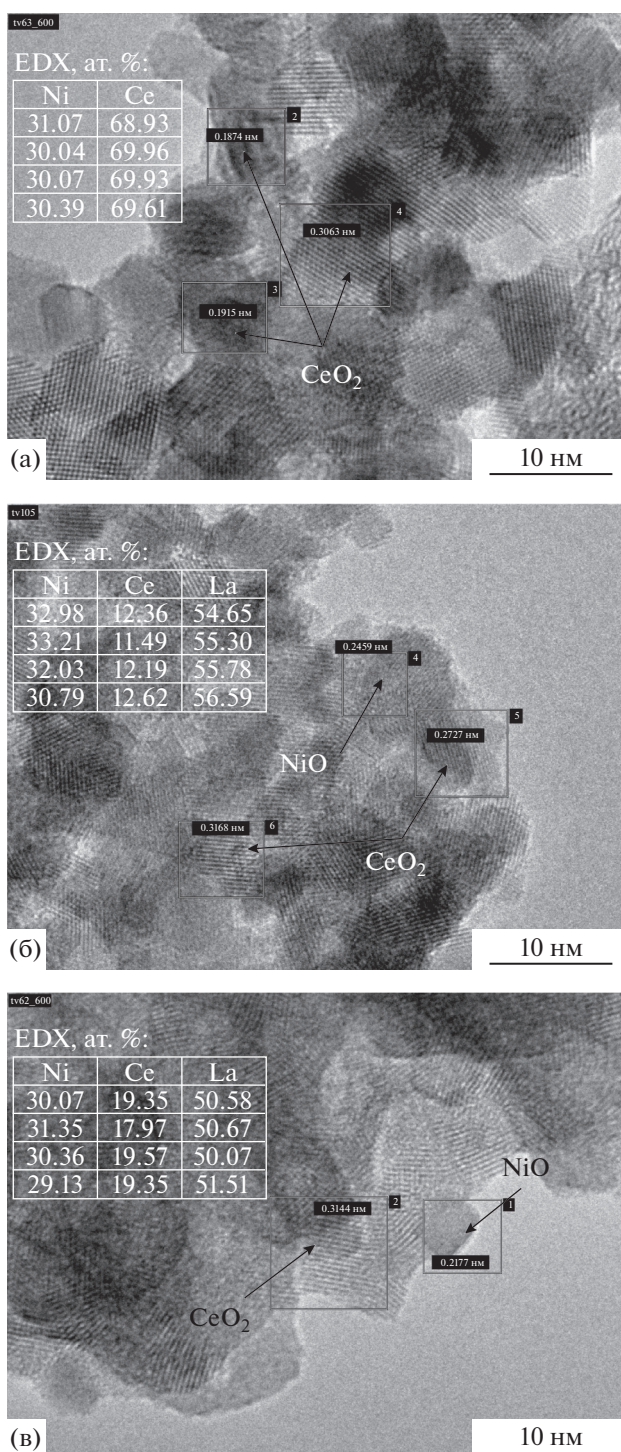 tv63_600
EDX, ат. %:
Ni Ce
31.07 68.93
30.04 69.96
30.07 69.93
30.39 69.61
2
0.1874 нм
4
0.3063 нм
3
0.1915 нм
CeO₂
(а)
10 нм
tv105
EDX, ат. %:
Ni Ce La
32.98 12.36 54.65
33.21 11.49 55.30
32.03 12.19 55.78
30.79 12.62 56.59
0.2459 нм
4
5
0.2727 нм
NiO
0.3168 нм
6
CeO₂
(б)
10 нм
tv62_600
EDX, ат. %:
Ni Ce La
30.07 19.35 50.58
31.35 17.97 50.67
30.36 19.57 50.07
29.13 19.35 51.51
NiO
2
0.3144 нм
1
0.2177 нм
CeO₂
(в)
10 нм